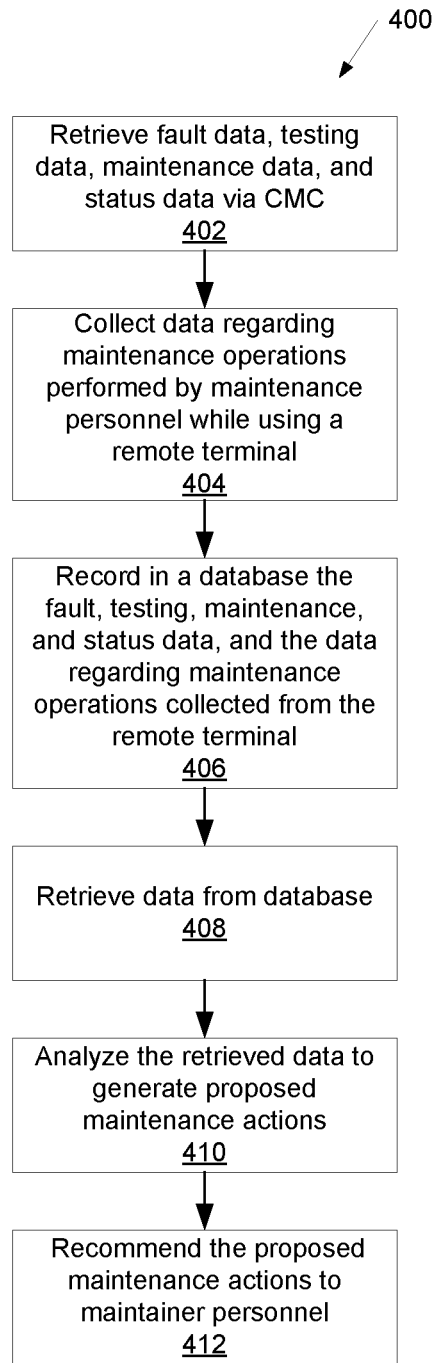 400
Retrieve fault data, testing
data, maintenance data, and
status data via CMC
402
Collect data regarding
maintenance operations
performed by maintenance
personnel while using a
remote terminal
404
Record in a database the
fault, testing, maintenance,
and status data, and the data
regarding maintenance
operations collected from the
remote terminal
406
Retrieve data from database
408
Analyze the retrieved data to
generate proposed
maintenance actions
410
Recommend the proposed
maintenance actions to
maintainer personnel
412